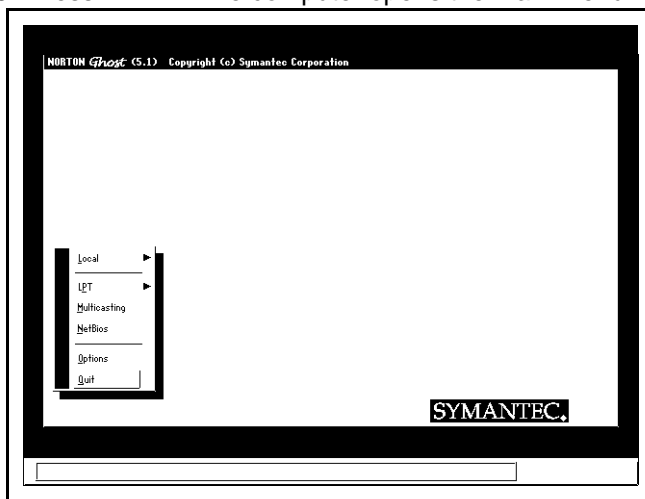 NORTON Ghost (5.1) Copyright (c) Symantec Corporation
Local
LPT
Multicasting
NetBios
Options
Quit
SYMANTEC.